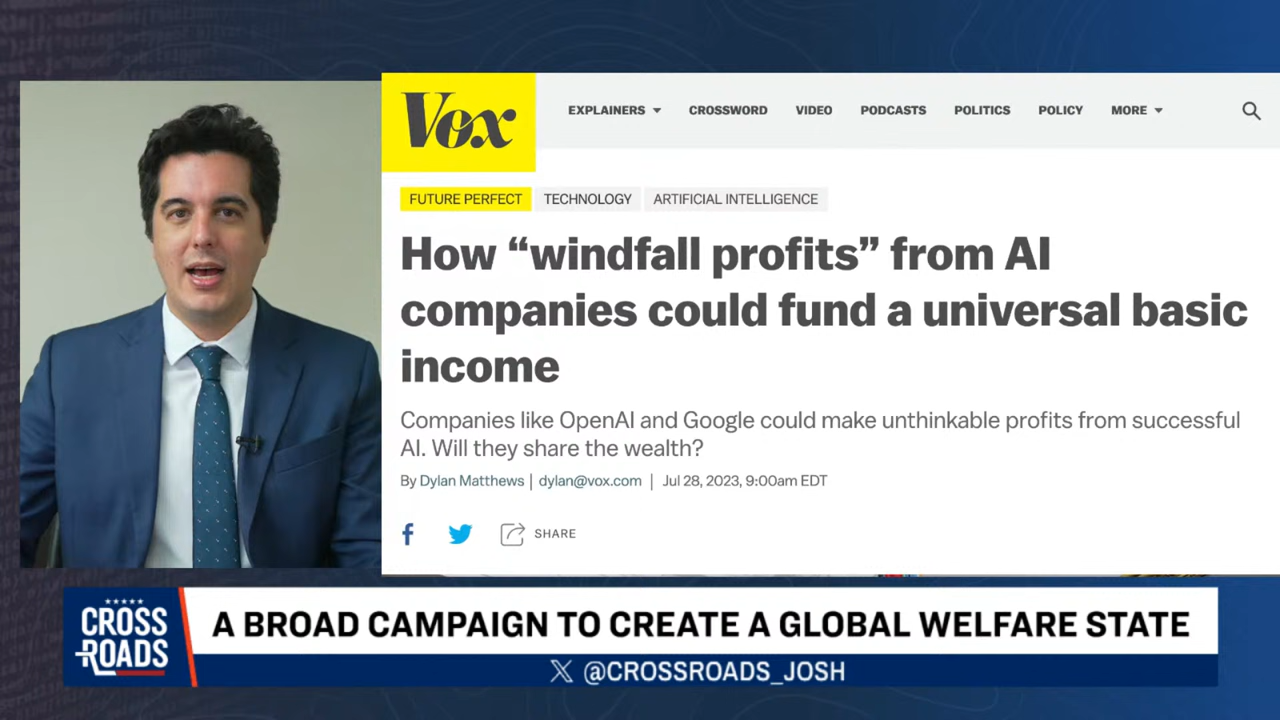 Vox
EXPLAINERS CROSSWORD VIDEO PODCASTS POLITICS POLICY MORE
FUTURE PERFECT TECHNOLOGY ARTIFICIAL INTELLIGENCE
How “windfall profits” from AI
companies could fund a universal basic
income
Companies like OpenAI and Google could make unthinkable profits from successful
AI. Will they share the wealth?
By Dylan Matthews | dylan@vox.com | Jul 28, 2023, 9:00am EDT
SHARE
CROSS
ROADS
A BROAD CAMPAIGN TO CREATE A GLOBAL WELFARE STATE
X @CROSSROADS_JOSH